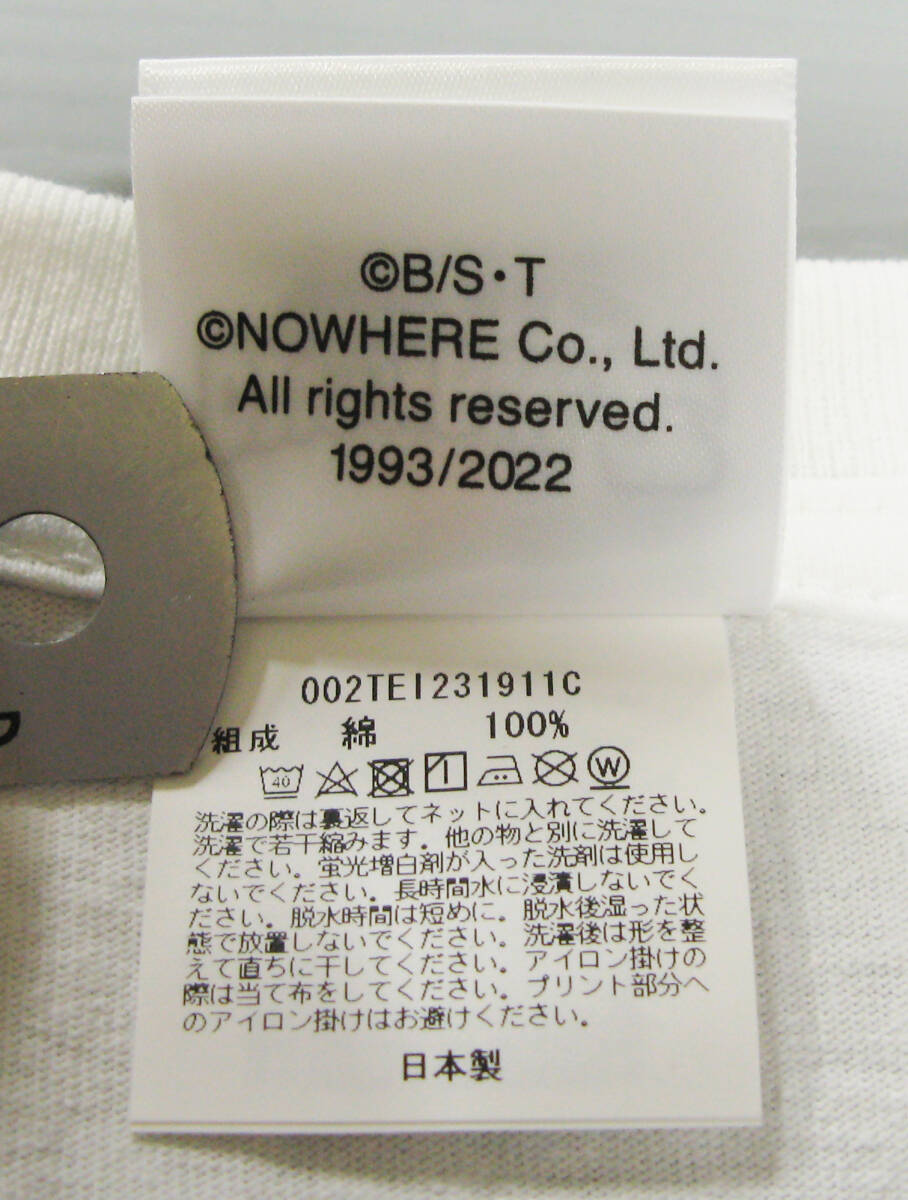 ©B/S・T
©NOWHERE Co., Ltd.
All rights reserved.
1993/2022
002TEI231911C
組成 綿 100%
40 W
洗濯の際は裏返してネットに入れてください。
洗濯で若干縮みます。他の物と別に洗濯して
ください。蛍光増白剤が入った洗剤は使用し
ないでください。長時間水に浸漬しないでく
ださい。脱水時間は短めに。脱水後湿った状
態で放置しないでください。洗濯後は形を整
えて直ちに干してください。アイロン掛けの
際は当て布をしてください。プリント部分へ
のアイロン掛けはお避けください。
日本製